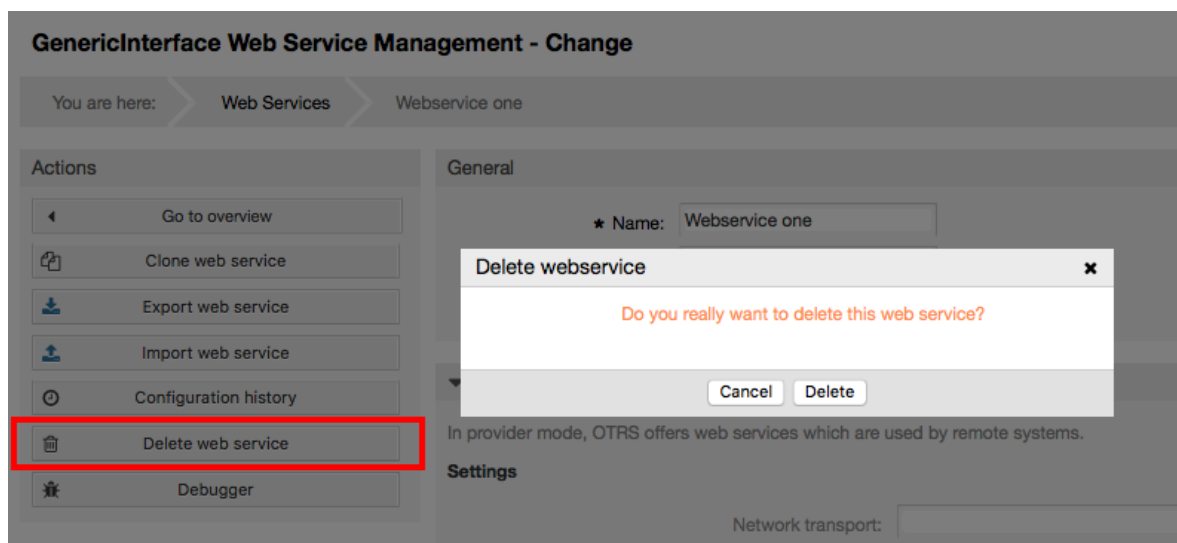 GenericInterface Web Service Management - Change
You are here:
Web Services
Webservice one
Actions
Go to overview
Clone web service
Export web service
Import web service
Configuration history
Delete web service
Debugger
General
★ Name: Webservice one
Delete webservice
Do you really want to delete this web service?
Cancel
Delete
In provider mode, OTRS offers web services which are used by remote systems.
Settings
Network transport: